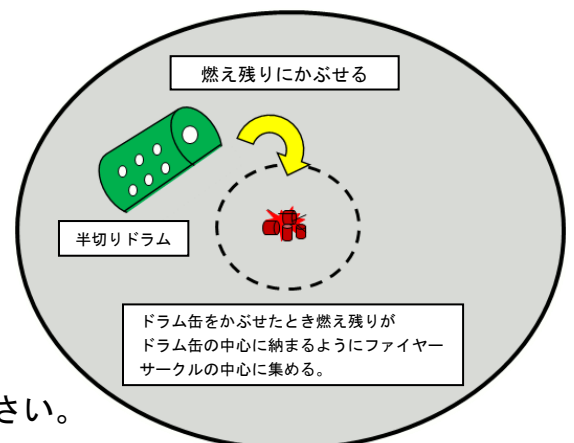 燃え残りにかぶせる
半切りドラム
ドラム缶をかぶせたとき燃え残りが
ドラム缶の中心に納まるようにファイヤー
サークルの中心に集める。
さい。